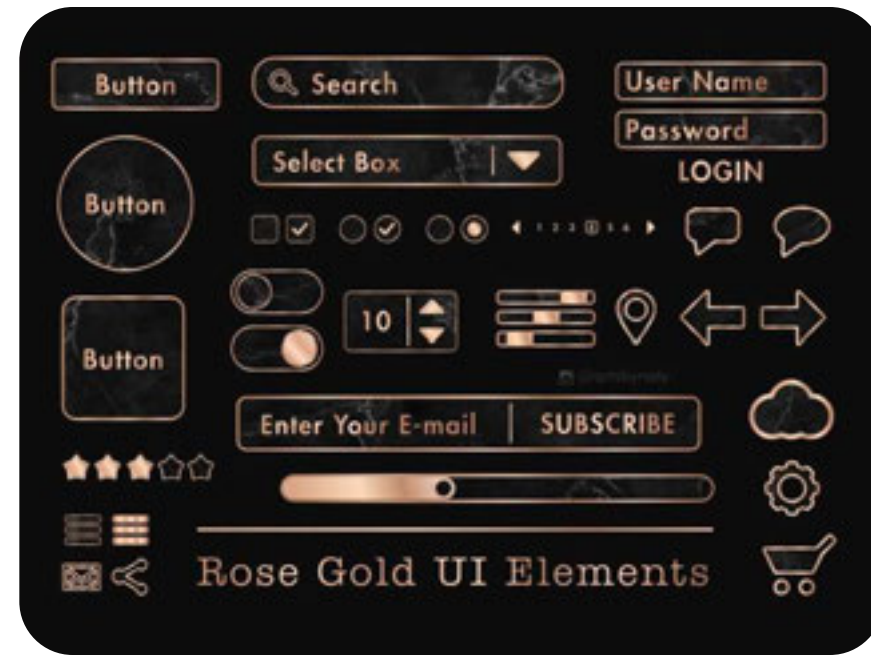 Button
Search
User Name
Password
LOGIN
Button
Select Box
10
Button
Enter Your E-mail
SUBSCRIBE
Rose Gold UI Elements